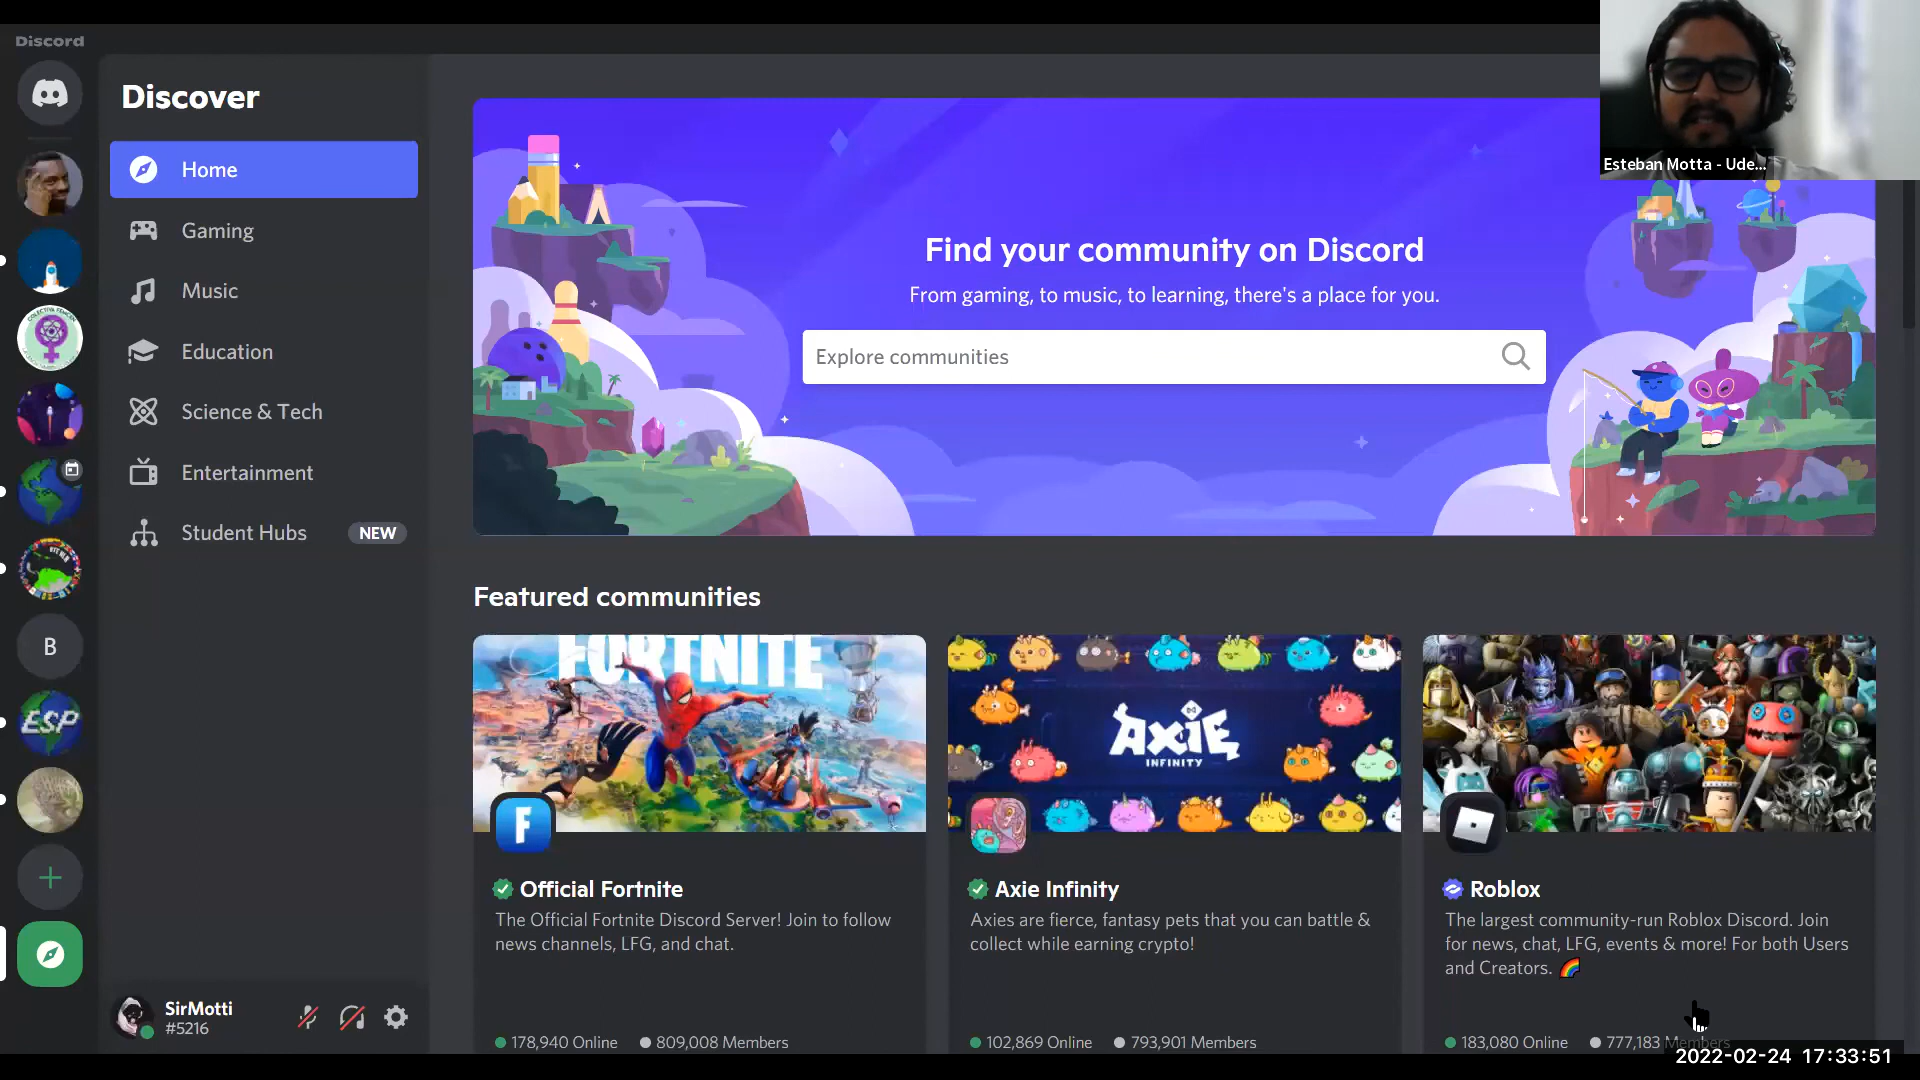 Discord
Discover
Home
Gaming
Music
Education
Science & Tech
Entertainment
Student Hubs NEW
B
ESP
SirMotti
#5216
Find your community on Discord
From gaming, to music, to learning, there's a place for you.
Explore communities
Esteban Motta - Ude...
Featured communities
FORTNITE
F
Official Fortnite
The Official Fortnite Discord Server! Join to follow
news channels, LFG, and chat.
178,940 Online 809,008 Members
AXIE
INFINITY
Axie Infinity
Axies are fierce, fantasy pets that you can battle &
collect while earning crypto!
102,869 Online 793,901 Members
Roblox
The largest community-run Roblox Discord. Join
for news, chat, LFG, events & more! For both Users
and Creators. 🌈
183,080 Online 777,183 Members
2022-02-24 17:33:51